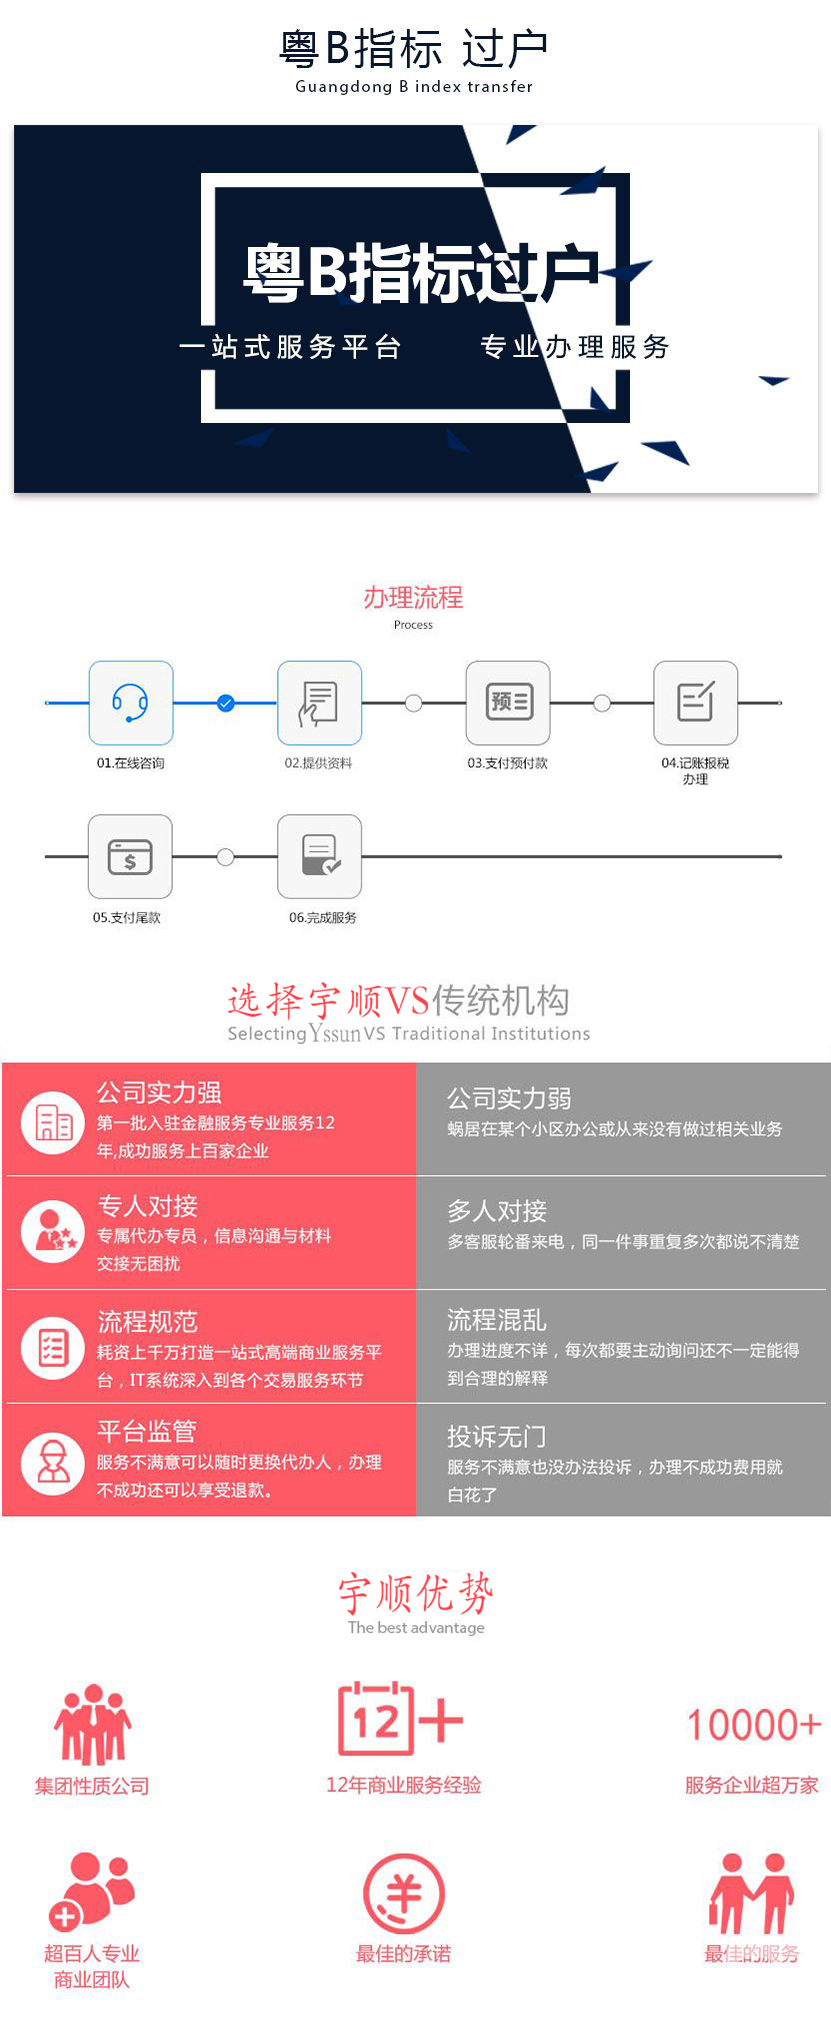 粤B指标 过户
Guangdong B index transfer
粤B指标过户
一站式服务平台 专业办理服务
办理流程
Process
预
01.在线咨询
02.提供资料
03.支付预付款
04.记账报税
办理
$
05.支付尾款
06.完成服务
选择宇顺VS传统机构
SelectingYssunVS Traditional Institutions
公司实力强
第一批入驻金融服务专业服务12
年,成功服务上百家企业
公司实力弱
蜗居在某个小区办公或从来没有做过相关业务
专人对接
专属代办专员，信息沟通与材料
交接无困扰
多人对接
多客服轮番来电，同一件事重复多次都说不清楚
流程规范
耗资上千万打造一站式高端商业服务平
台，IT系统深入到各个交易服务环节
流程混乱
办理进度不详，每次都要主动询问还不一定能得
到合理的解释
平台监管
服务不满意可以随时更换代办人，办理
不成功还可以享受退款。
投诉无门
服务不满意也没办法投诉，办理不成功费用就
白花了
宇顺优势
The best advantage
集团性质公司
12+
12年商业服务经验
10000+
服务企业超万家
超百人专业
商业团队
最佳的承诺
最佳的服务